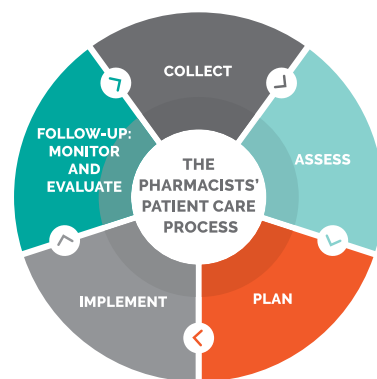 COLLECT
ASSESS
PLAN
IMPLEMENT
FOLLOW-UP:
MONITOR
AND
EVALUATE
THE
PHARMACISTS'
PATIENT CARE
PROCESS